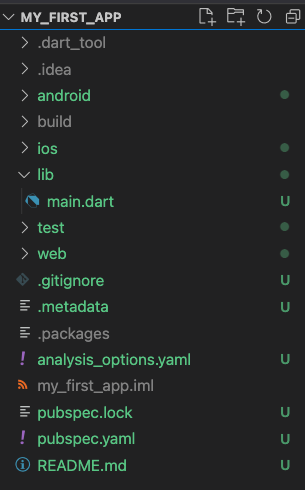 MY_FIRST_APP
.dart_tool
.idea
android
build
ios
lib
main.dart U
test
web
.gitignore U
.metadata U
.packages
analysis_options.yaml U
my_first_app.iml
pubspec.lock U
pubspec.yaml U
README.md U